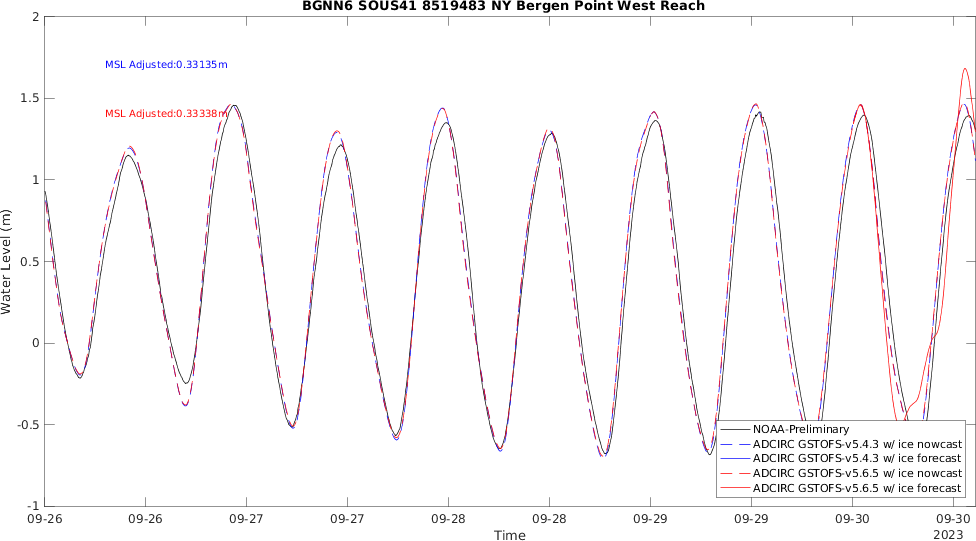 BGNN6 SOUS41 8519483 NY Bergen Point West Reach
2
1.5
1
0.5
0
-0.5
-1
Water Level (m)
MSL Adjusted:0.33135m
MSL Adjusted:0.33338m
NOAA-Preliminary
ADCIRC GSTOFS-v5.4.3 w/ ice nowcast
ADCIRC GSTOFS-v5.4.3 w/ ice forecast
ADCIRC GSTOFS-v5.6.5 w/ ice nowcast
ADCIRC GSTOFS-v5.6.5 w/ ice forecast
09-26 09-26 09-27 09-27 09-28 09-28 09-29 09-29 09-30 09-30
Time 2023